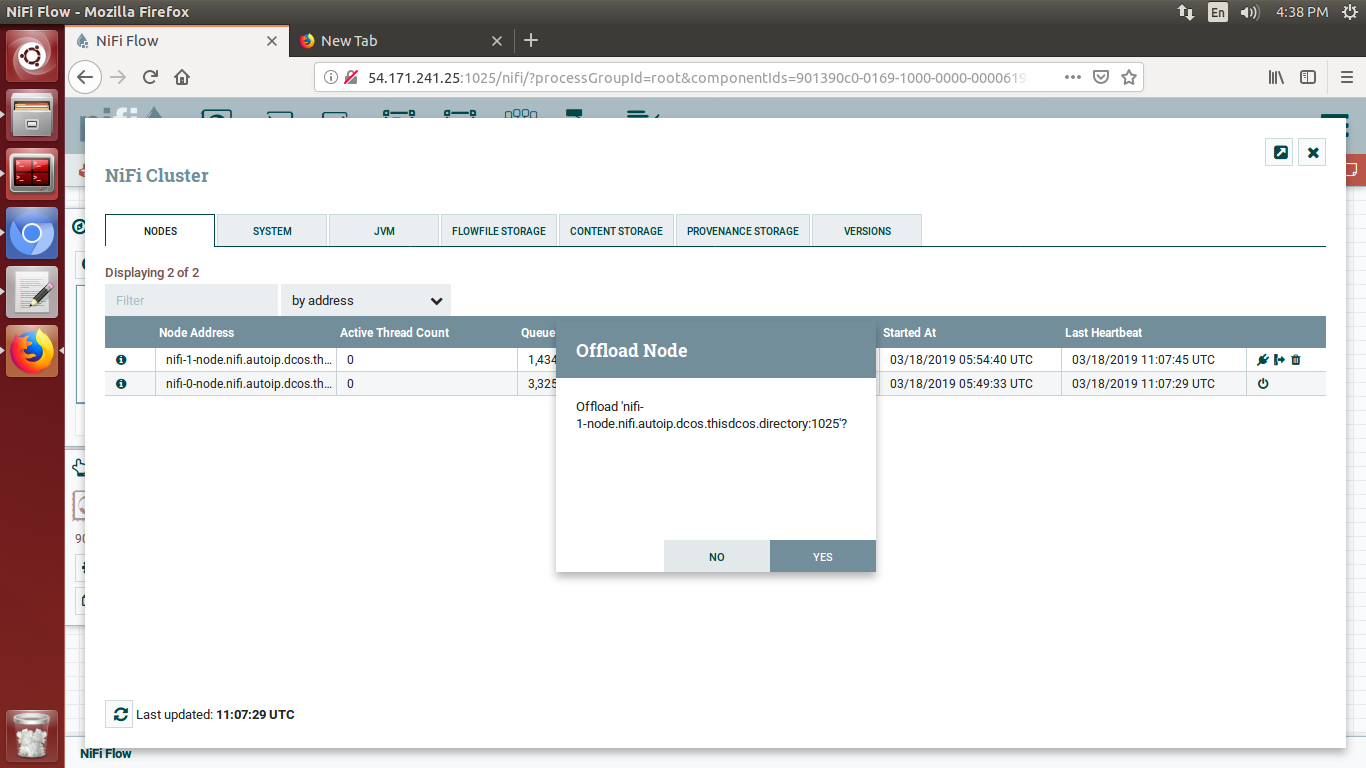 NiFi Flow - Mozilla Firefox
En
4:38 PM
NiFi Flow
New Tab
54.171.241.25:1025/nifi/?processGroupId=root&componentIds=901390c0-0169-1000-0000-0000619
nifi
NiFi Cluster
NODES
SYSTEM
JVM
FLOWFILE STORAGE
CONTENT STORAGE
PROVENANCE STORAGE
VERSIONS
Displaying 2 of 2
Filter
by address
Node Address Active Thread Count Queue Started At Last Heartbeat
nifi-1-node.nifi.autoip.dcos.th... 0 1,434 03/18/2019 05:54:40 UTC 03/18/2019 11:07:45 UTC
nifi-0-node.nifi.autoip.dcos.th... 0 3,325 03/18/2019 05:49:33 UTC 03/18/2019 11:07:29 UTC
Offload Node
Offload 'nifi-
1-node.nifi.autoip.dcos.thisdcos.directory:1025'?
NO
YES
90
Last updated: 11:07:29 UTC
NiFi Flow